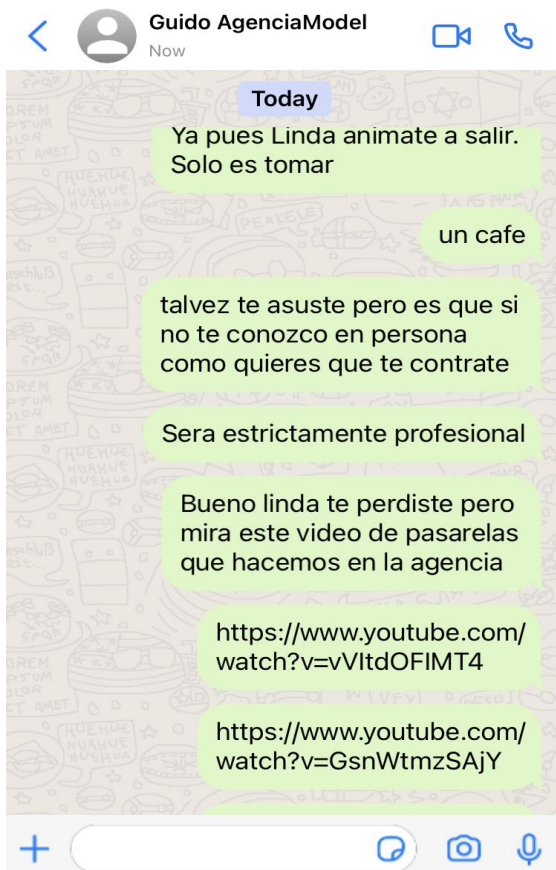 Guido AgenciaModel
Now
Today
Ya pues Linda animate a salir.
Solo es tomar
un cafe
talvez te asuste pero es que si
no te conozco en persona
como quieres que te contrate
Sera estrictamente profesional
Bueno linda te perdiste pero
mira este video de pasarelas
que hacemos en la agencia
https://www.youtube.com/
watch?v=vVItdOFIMT4
https://www.youtube.com/
watch?v=GsnWtmzSAjY